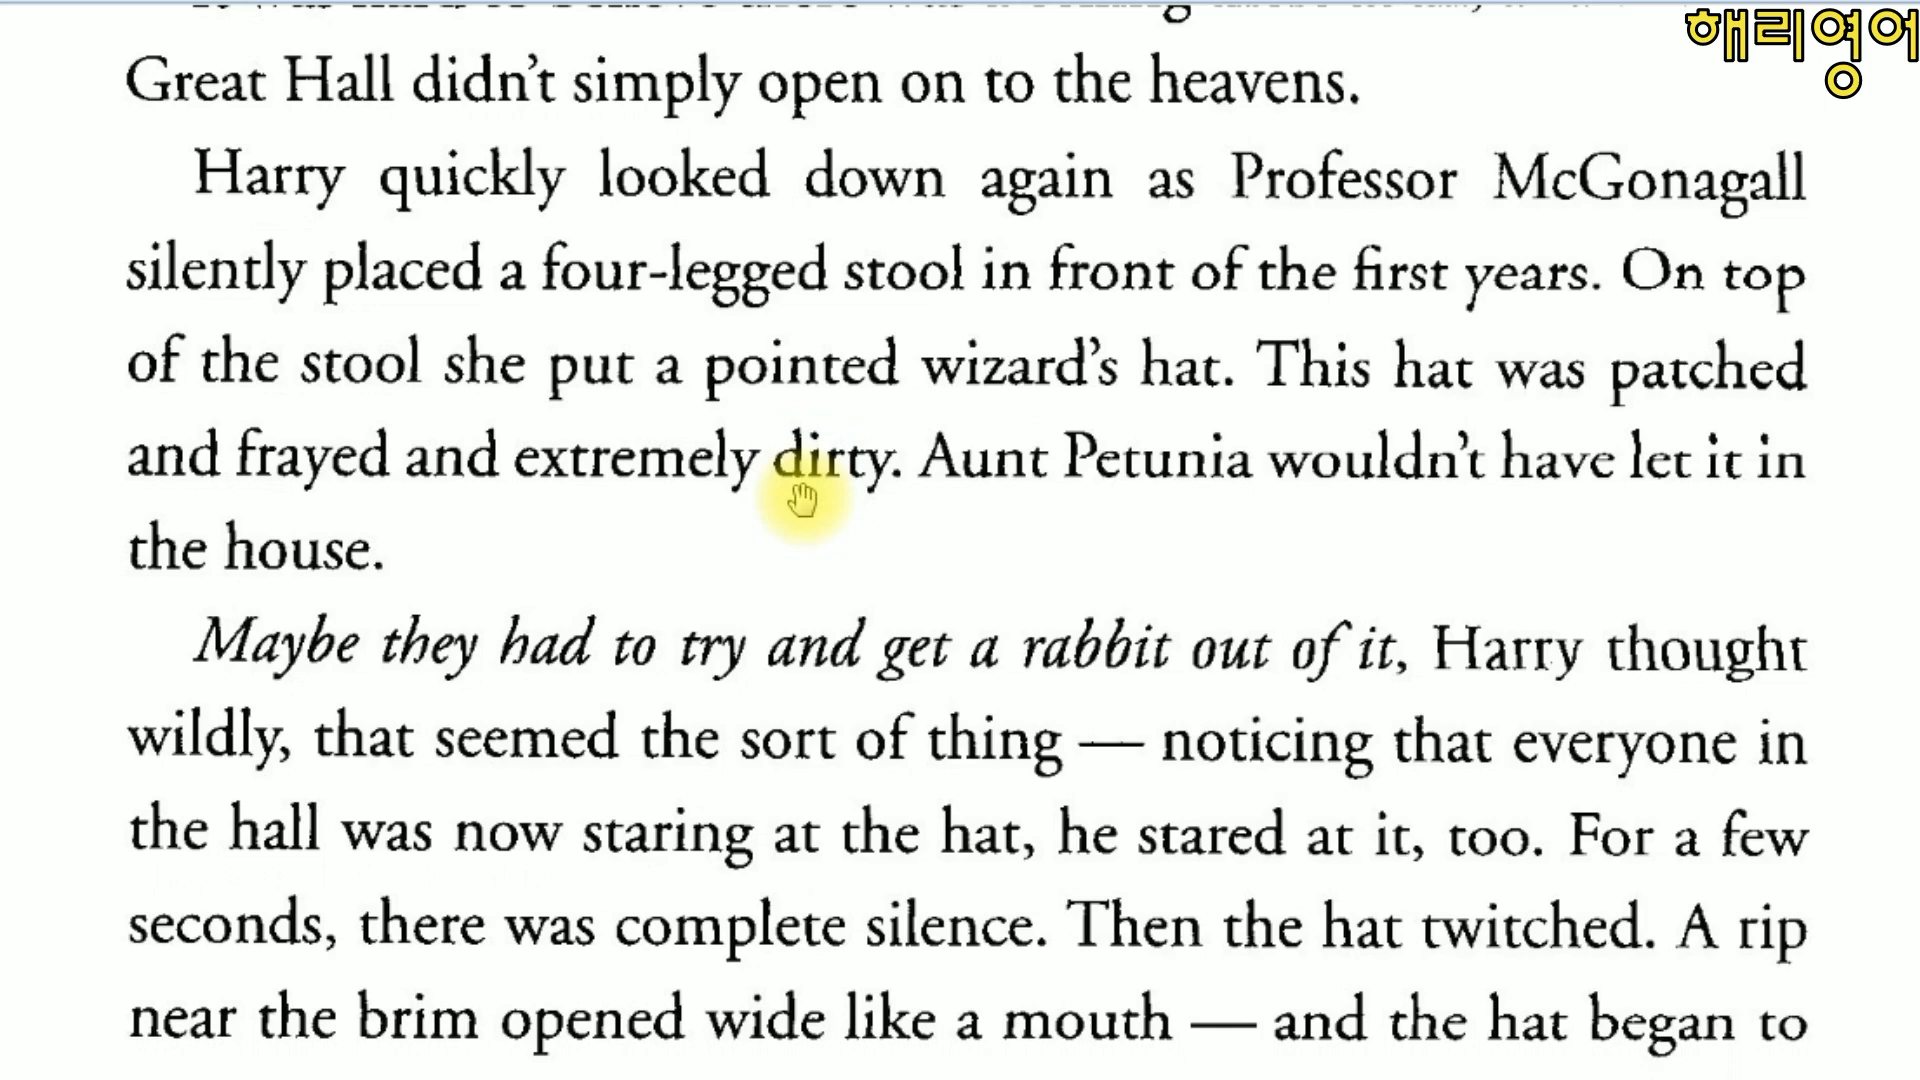 해리영어
Great Hall didn't simply open on to the heavens.
Harry quickly looked down again as Professor McGonagall
silently placed a four-legged stool in front of the first years. On top
of the stool she put a pointed wizard's hat. This hat was patched
and frayed and extremely dirty. Aunt Petunia wouldn't have let it in
the house.
Maybe they had to try and get a rabbit out of it, Harry thought
wildly, that seemed the sort of thing — noticing that everyone in
the hall was now staring at the hat, he stared at it, too. For a few
seconds, there was complete silence. Then the hat twitched. A rip
near the brim opened wide like a mouth — and the hat began to